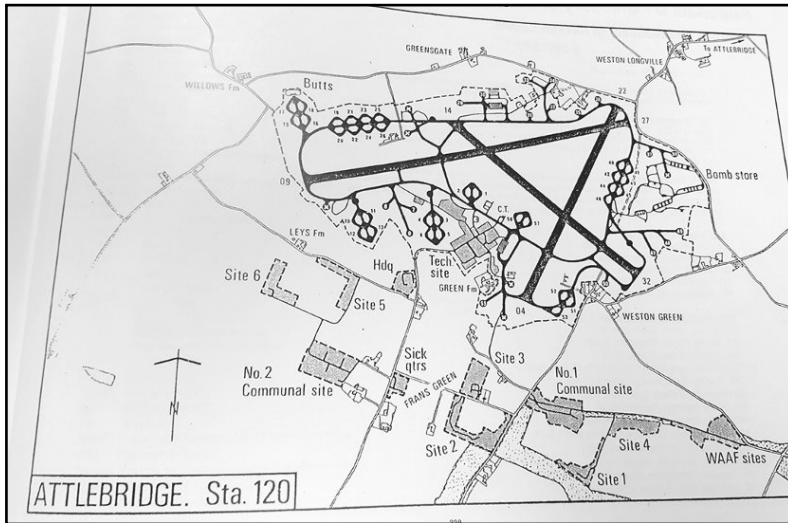 GREENSGATE
WESTON LONGVILLE
To ATTLEBRIDGE
WILLOWS Fm
Butts
14
22
27
09
Bomb store
C.T.
LEYS Fm
Hdq
Tech
site
GREEN Fm
04
32
WESTON GREEN
Site 6
Site 5
Site 3
No. 2
Communal site
Sick
qtrs
FRANS GREEN
No.1
Communal site
N
Site 2
Site 4
WAAF sites
Site 1
ATTLEBRIDGE. Sta. 120